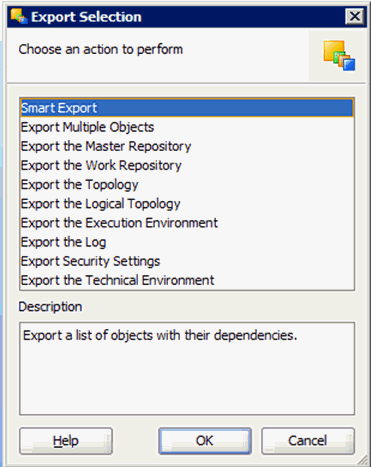 Export Selection
Choose an action to perform
Smart Export
Export Multiple Objects
Export the Master Repository
Export the Work Repository
Export the Topology
Export the Logical Topology
Export the Execution Environment
Export the Log
Export Security Settings
Export the Technical Environment
Description
Export a list of objects with their dependencies.
Help OK Cancel